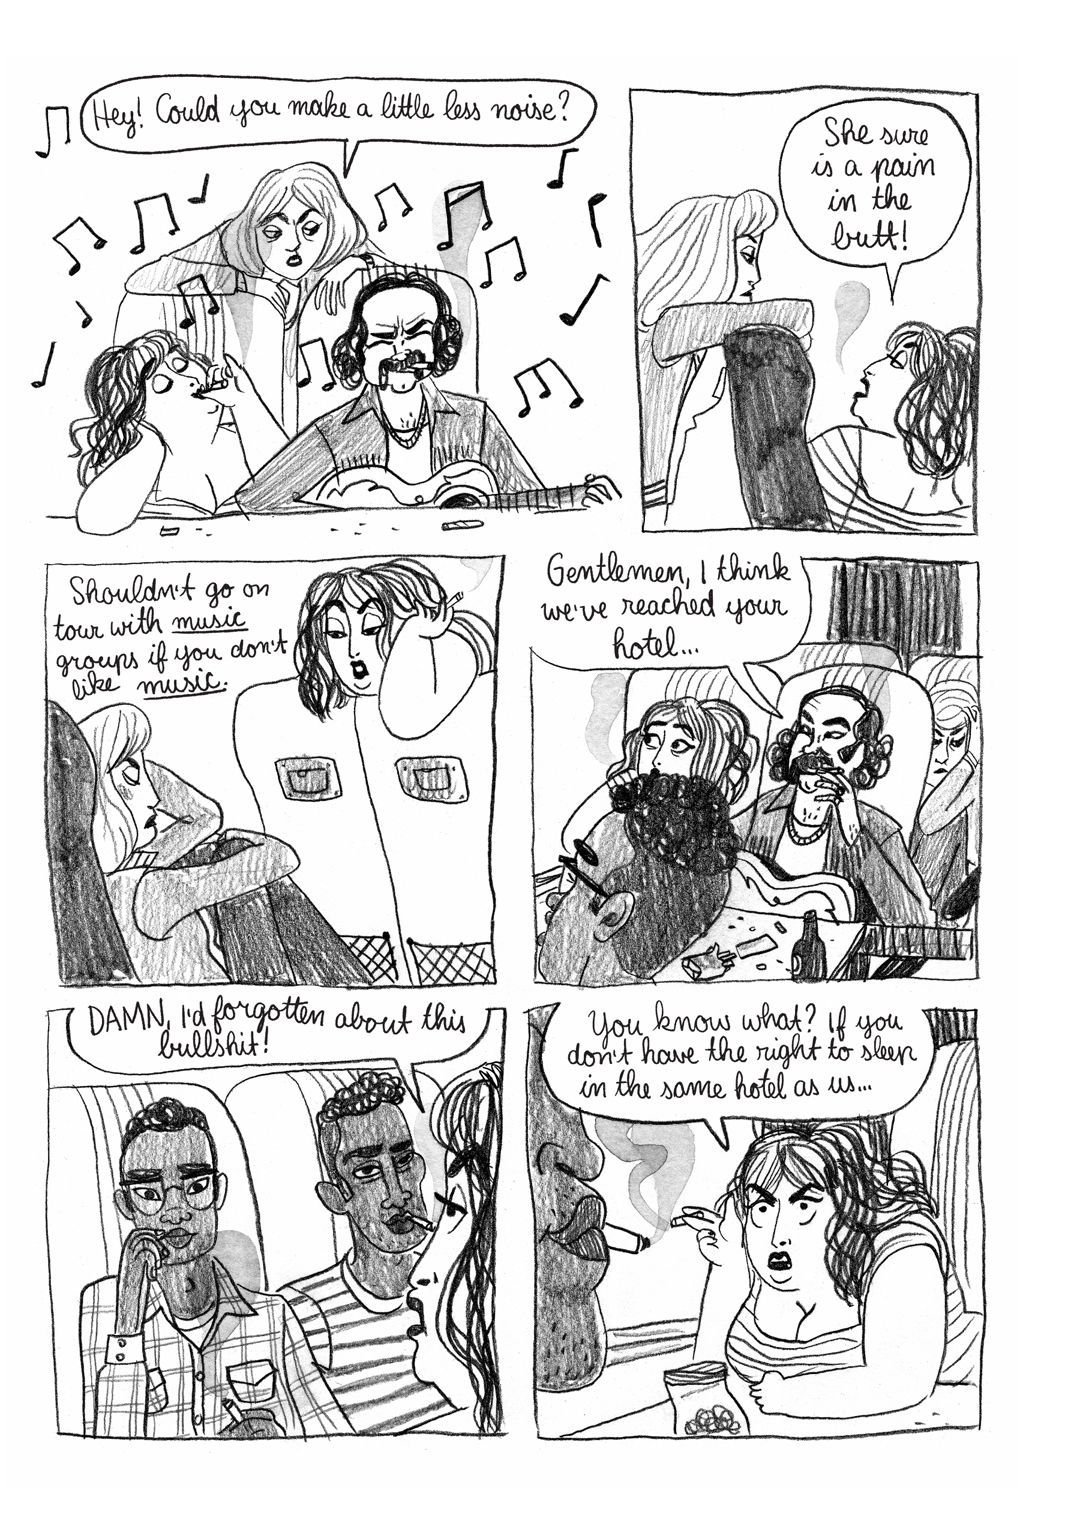 Hey! Could you make a little less noise?
She sure
is a pain
in the
butt!
Shouldn't go on
tour with music
groups if you don't
like music.
Gentlemen, I think
we've reached your
hotel...
DAMN, I'd forgotten about this
bullshit!
You know what? If you
don't have the right to sleep
in the same hotel as us...